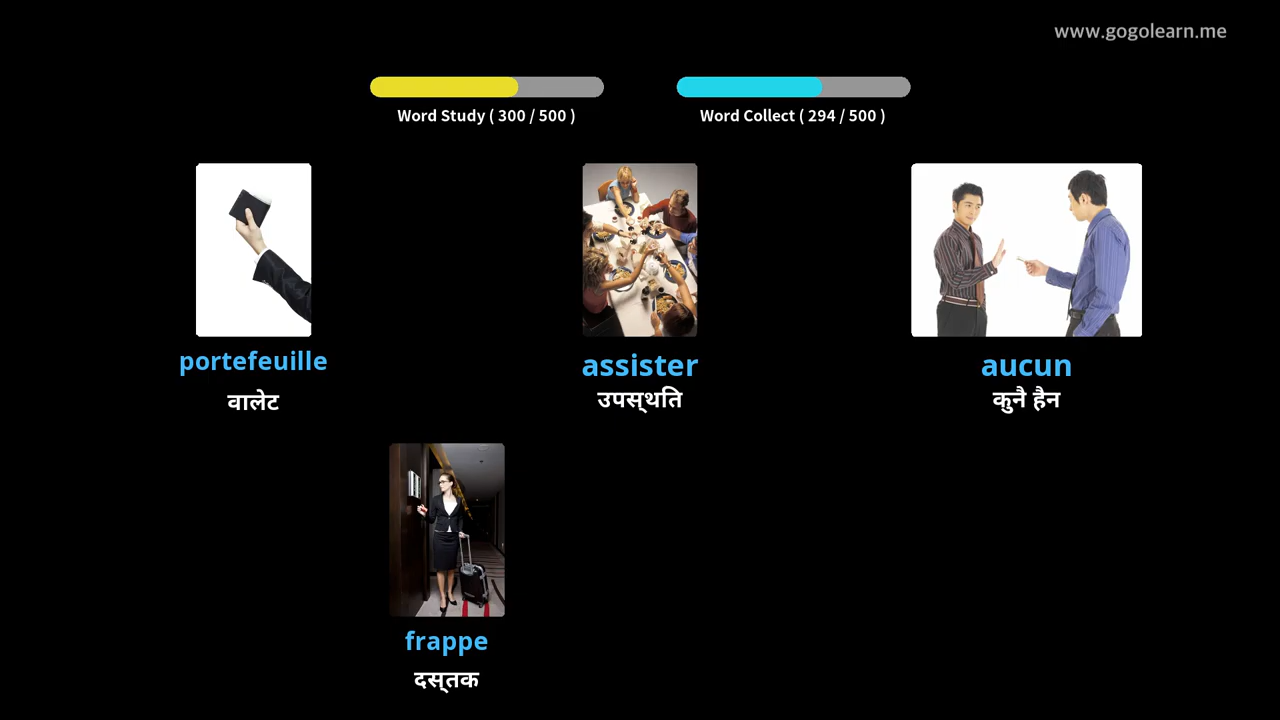 www.gogolearn.me
Word Study ( 300 / 500 )
Word Collect ( 294 / 500 )
portefeuille
वालेट
assister
उपस्थति
aucun
कुनै हैन
frappe
दस्तक